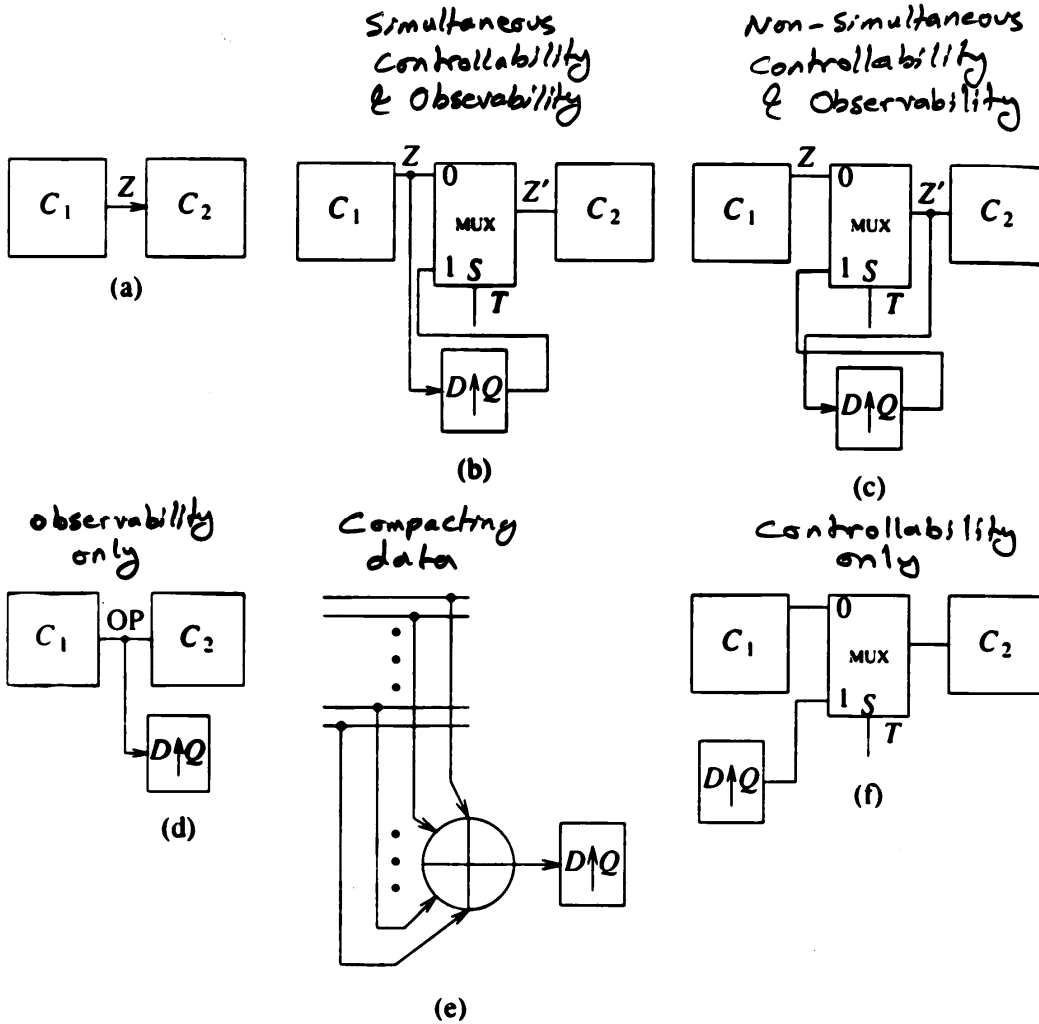 Simultaneous
Controllability
& Obsevability
Non-Simultaneous
Controllability
& Observability
C1 Z C2
(a)
C1 Z 0 MUX 1 S T Z' C2
D↑Q
(b)
C1 Z 0 MUX 1 S T Z' C2
D↑Q
(c)
observability
only
C1 OP C2
D↑Q
(d)
Compacting
data
D↑Q
(e)
Controllability
only
C1 0 MUX 1 S T C2
D↑Q
(f)